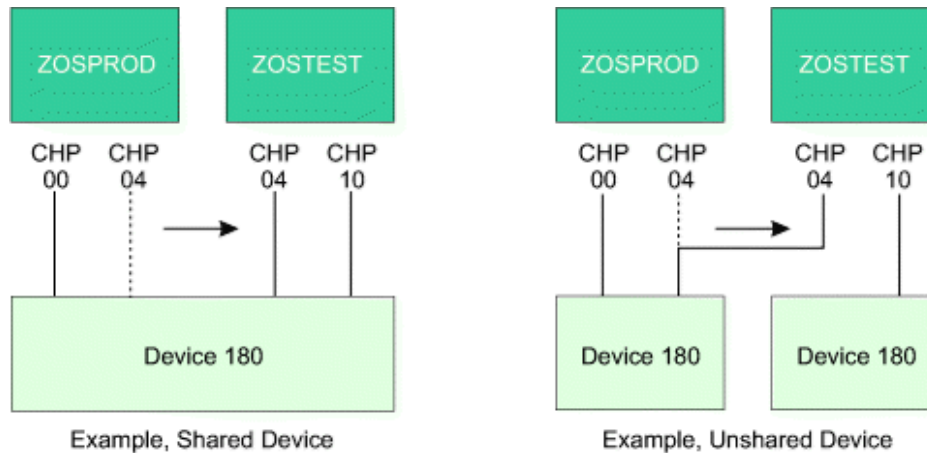 ZOSPROD ZOSTEST ZOSPROD ZOSTEST
CHP CHP CHP CHP CHP CHP CHP CHP
00 04 04 10 00 04 04 10
Device 180 Device 180 Device 180
Example, Shared Device Example, Unshared Device